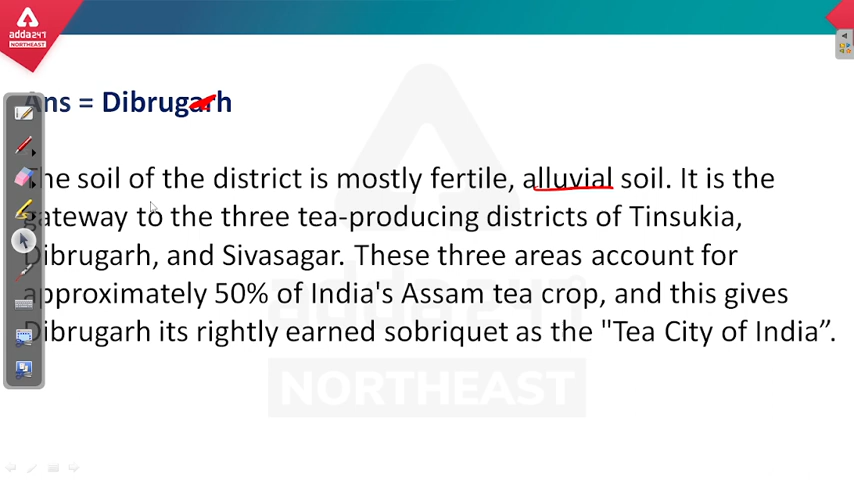 adda247
NORTHEAST
Ans = Dibrugarh
The soil of the district is mostly fertile, alluvial soil. It is the
gateway to the three tea-producing districts of Tinsukia,
Dibrugarh, and Sivasagar. These three areas account for
approximately 50% of India's Assam tea crop, and this gives
Dibrugarh its rightly earned sobriquet as the "Tea City of India”.
adda247
NORTHEAST